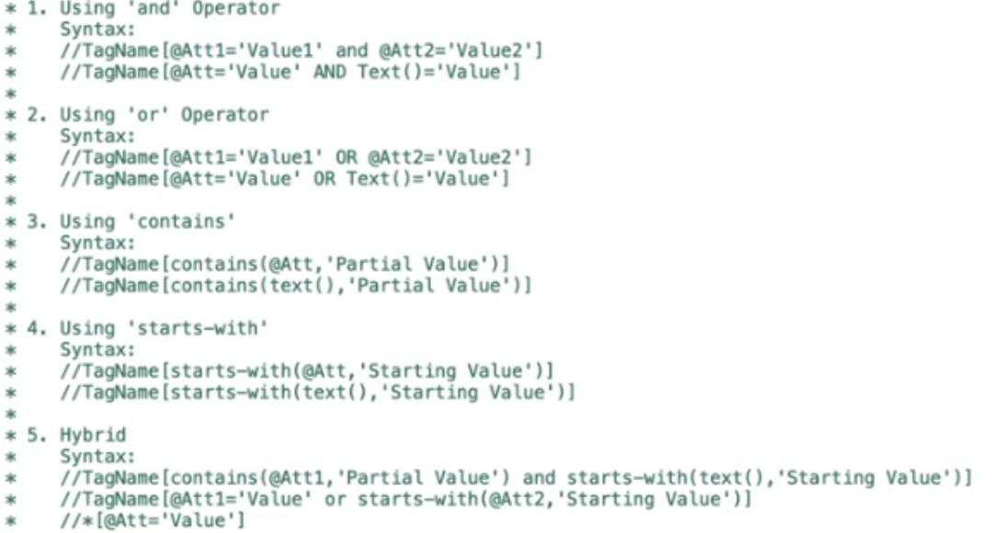 * 1. Using 'and' Operator
*    Syntax:
*    //TagName[@Att1='Value1' and @Att2='Value2']
*    //TagName[@Att='Value' AND Text()='Value']
*
* 2. Using 'or' Operator
*    Syntax:
*    //TagName[@Att1='Value1' OR @Att2='Value2']
*    //TagName[@Att='Value' OR Text()='Value']
*
* 3. Using 'contains'
*    Syntax:
*    //TagName[contains(@Att,'Partial Value')]
*    //TagName[contains(text(),'Partial Value')]
*
* 4. Using 'starts-with'
*    Syntax:
*    //TagName[starts-with(@Att,'Starting Value')]
*    //TagName[starts-with(text(),'Starting Value')]
*
* 5. Hybrid
*    Syntax:
*    //TagName[contains(@Att1,'Partial Value') and starts-with(text(),'Starting Value')]
*    //TagName[@Att1='Value' or starts-with(@Att2,'Starting Value')]
*    //*[@Att='Value']